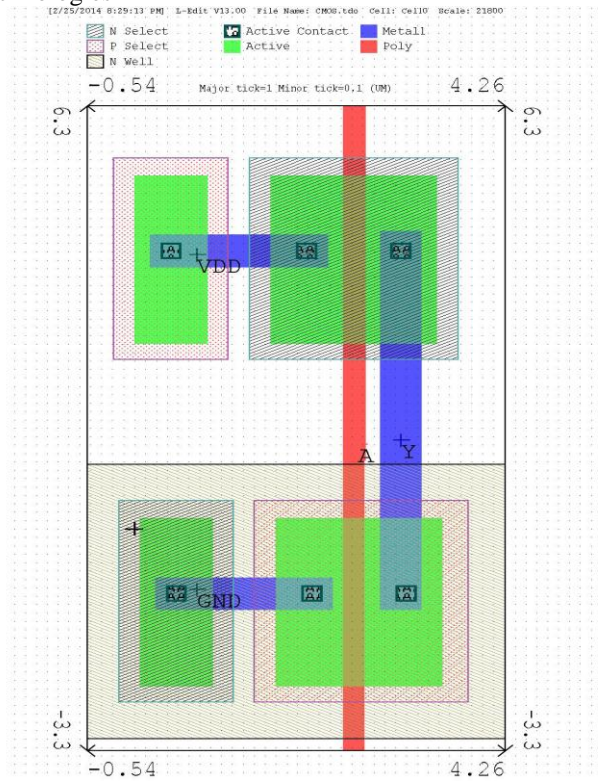 [2/25/2014 8:29:13 PM] L-Edit V13.00 File Name: CMOS.tdo Cell: Cell0 Scale: 21800
N Select Active Contact Metal1
P Select Active Poly
N Well
-0.54 Major tick=1 Minor tick=0.1 (UM) 4.26
6.3 6.3
VDD
A Y
GND
-3.3 -3.3
-0.54 4.26